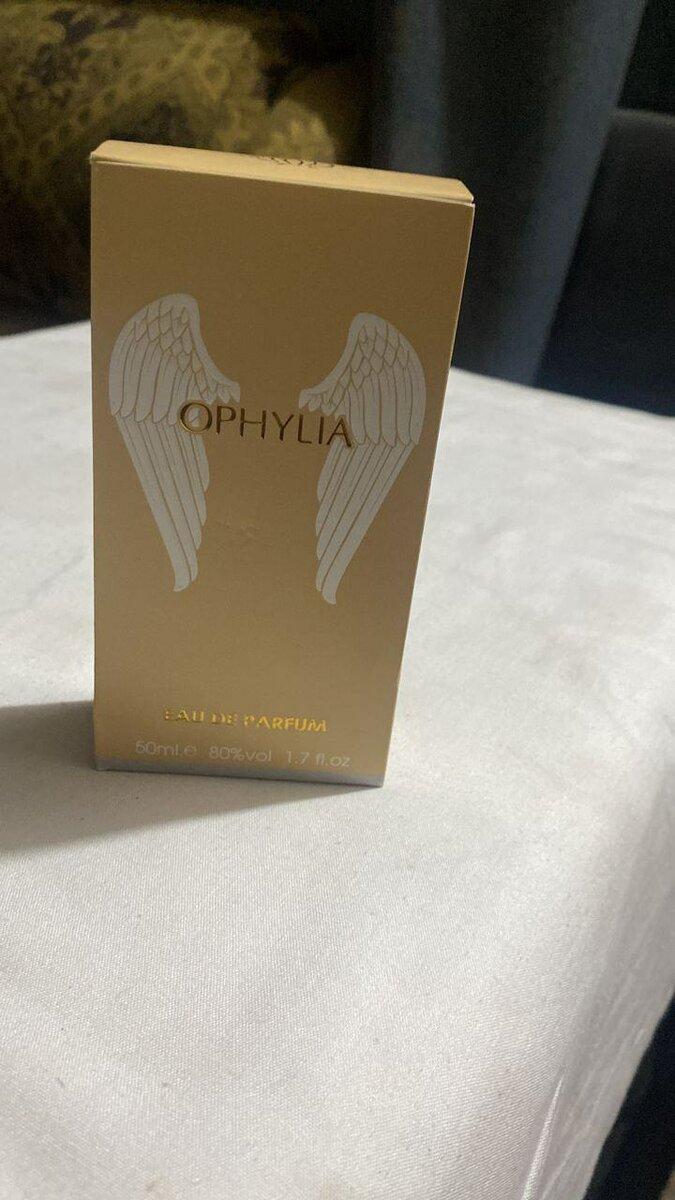 OPHYLIA
EAU DE PARFUM
50ml.e 80%vol 1.7 fl.oz